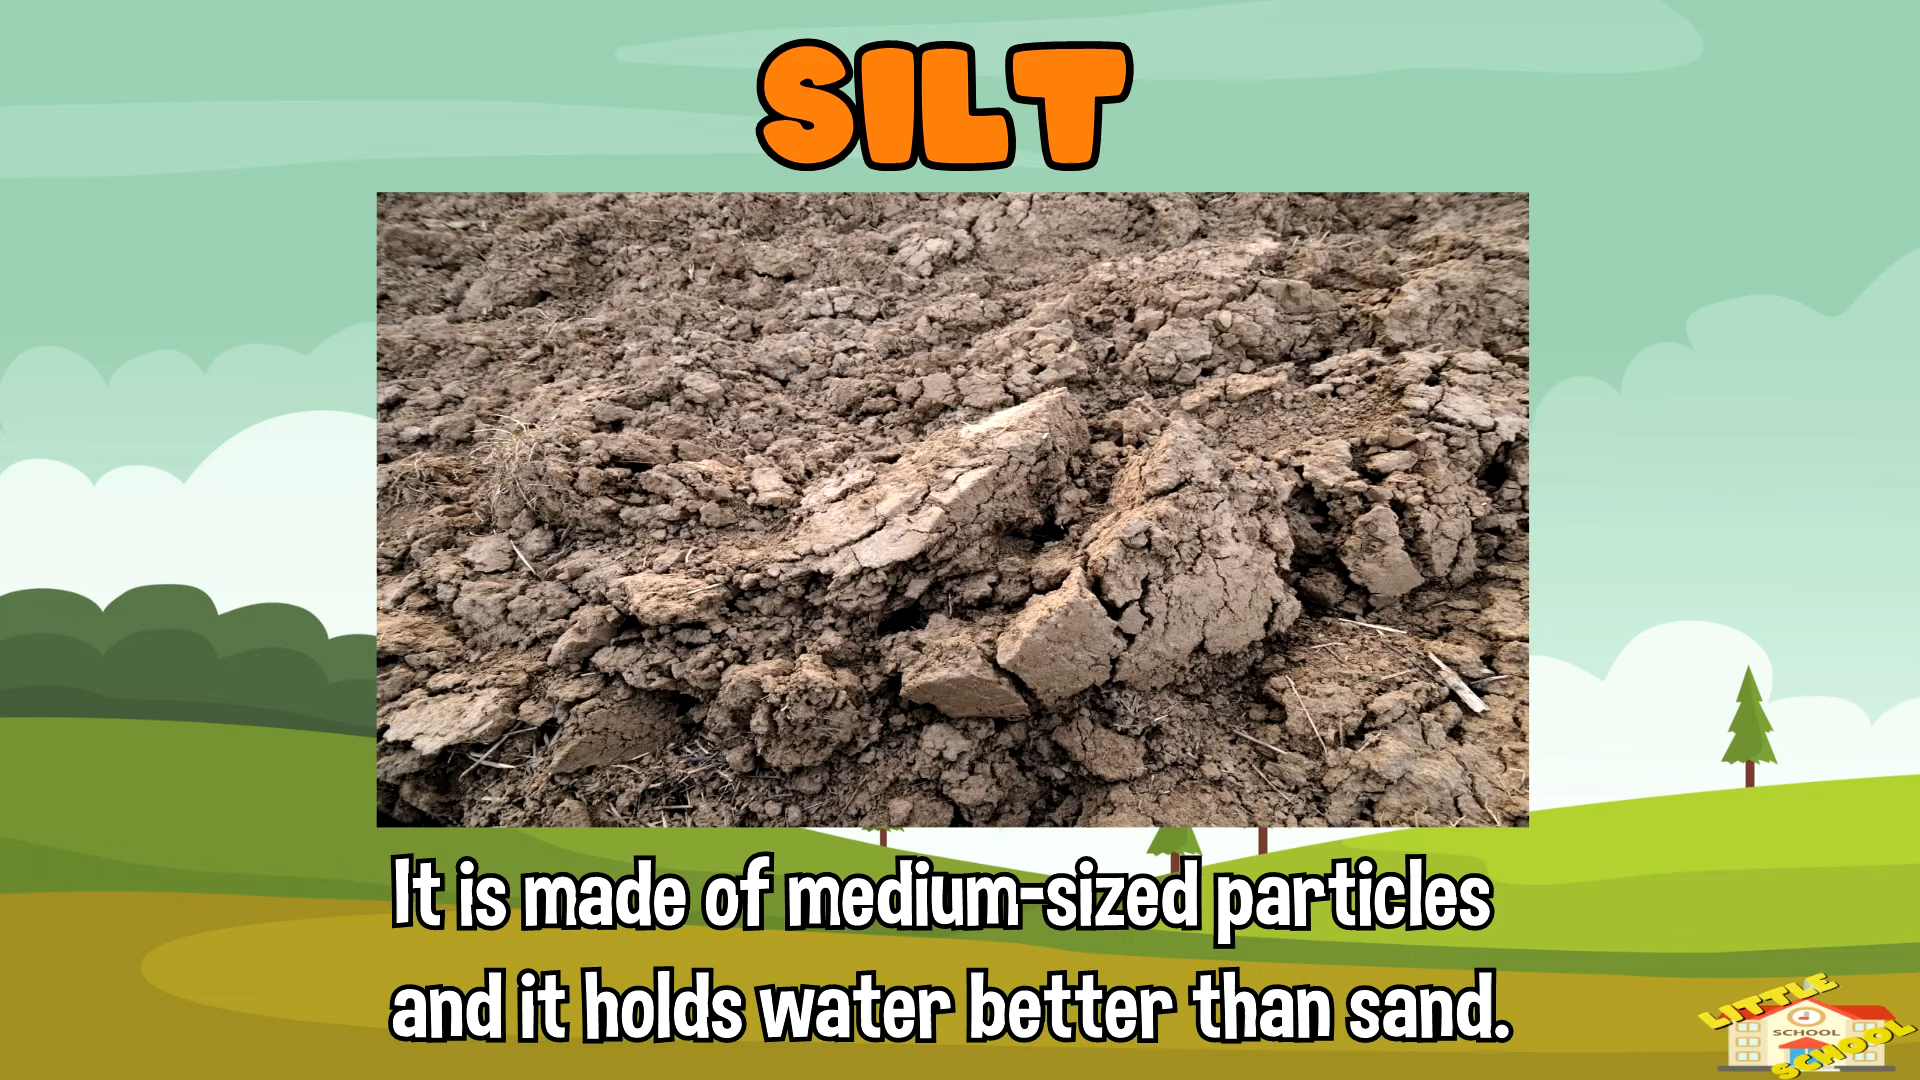 SILT
It is made of medium-sized particles
and it holds water better than sand.
LITTLE
SCHOOL
SCHOOL